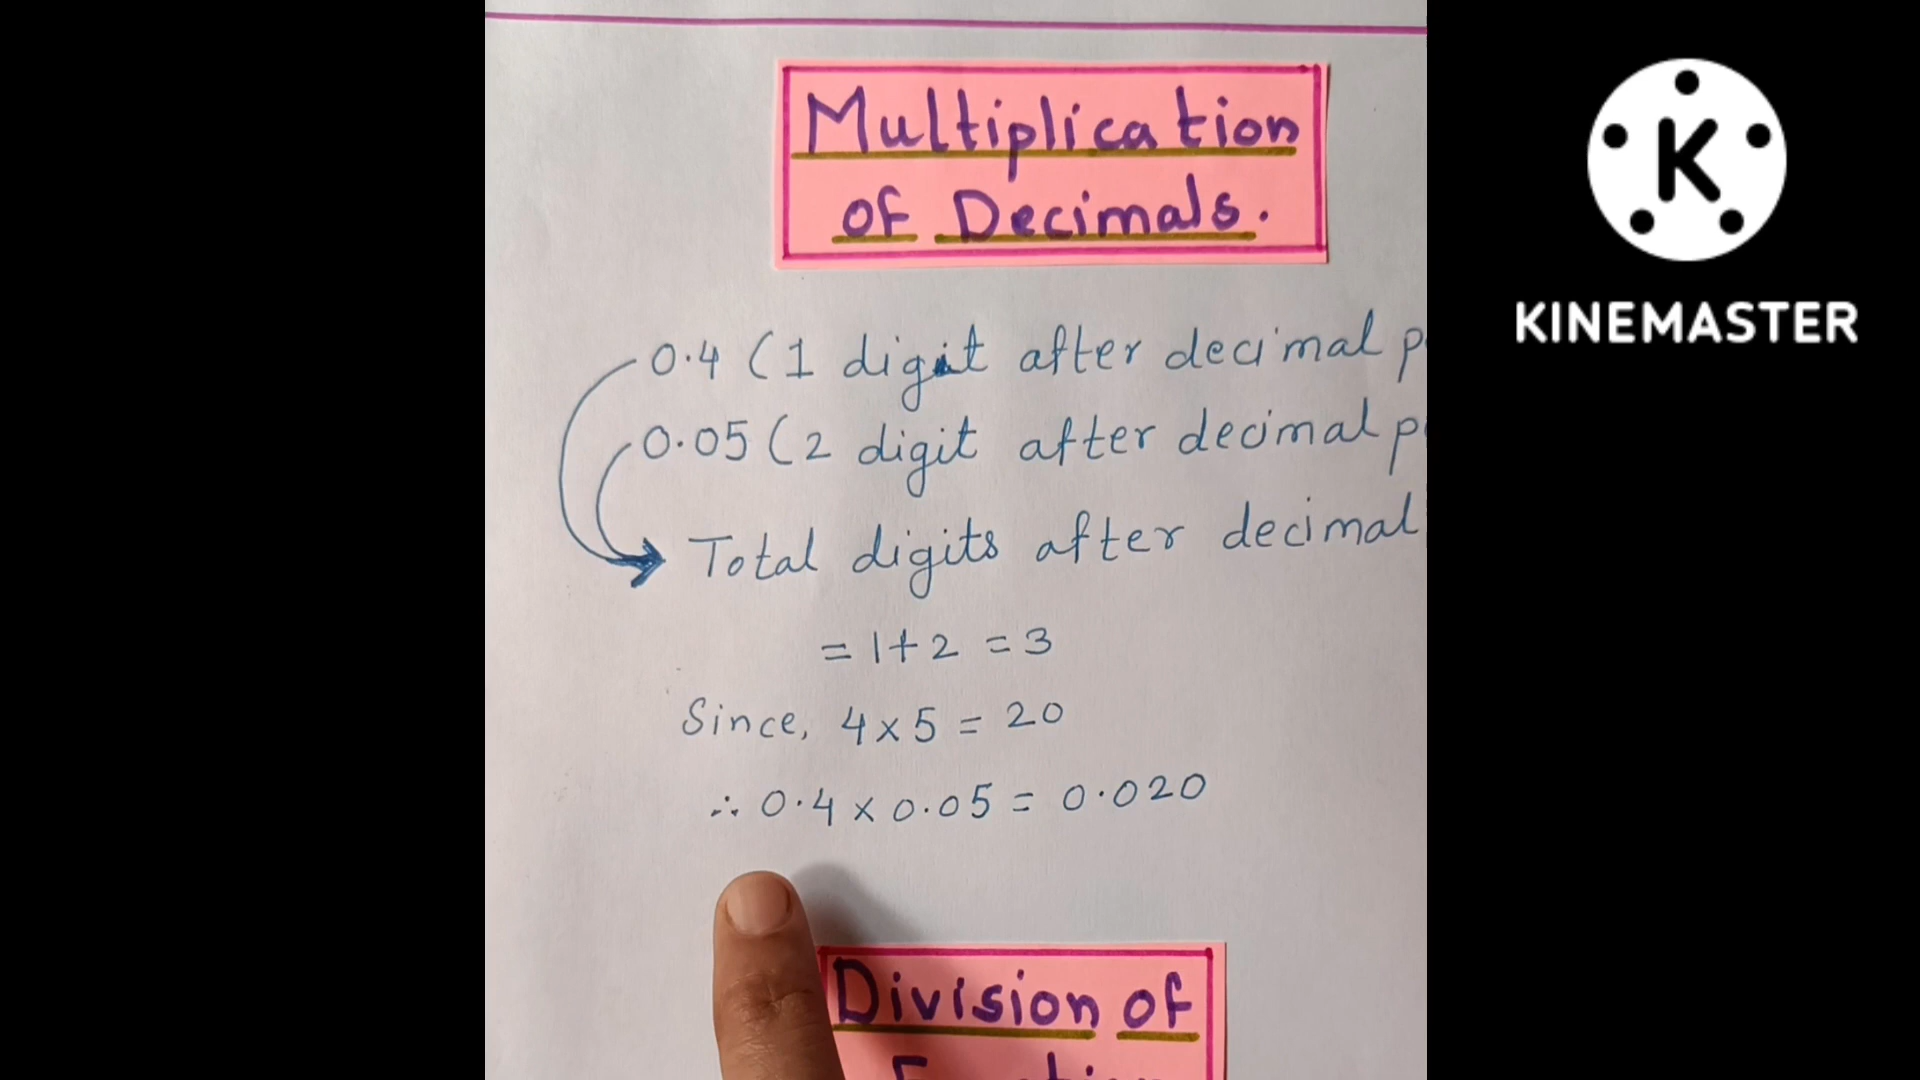 Multiplication
of Decimals.
K
KINEMASTER
0.4 (1 digit after decimal p
0.05 (2 digit after decimal p
Total digits after decimal
= 1+2 = 3
Since, 4 x 5 = 20
∴ 0.4 x 0.05 = 0.020
Division of